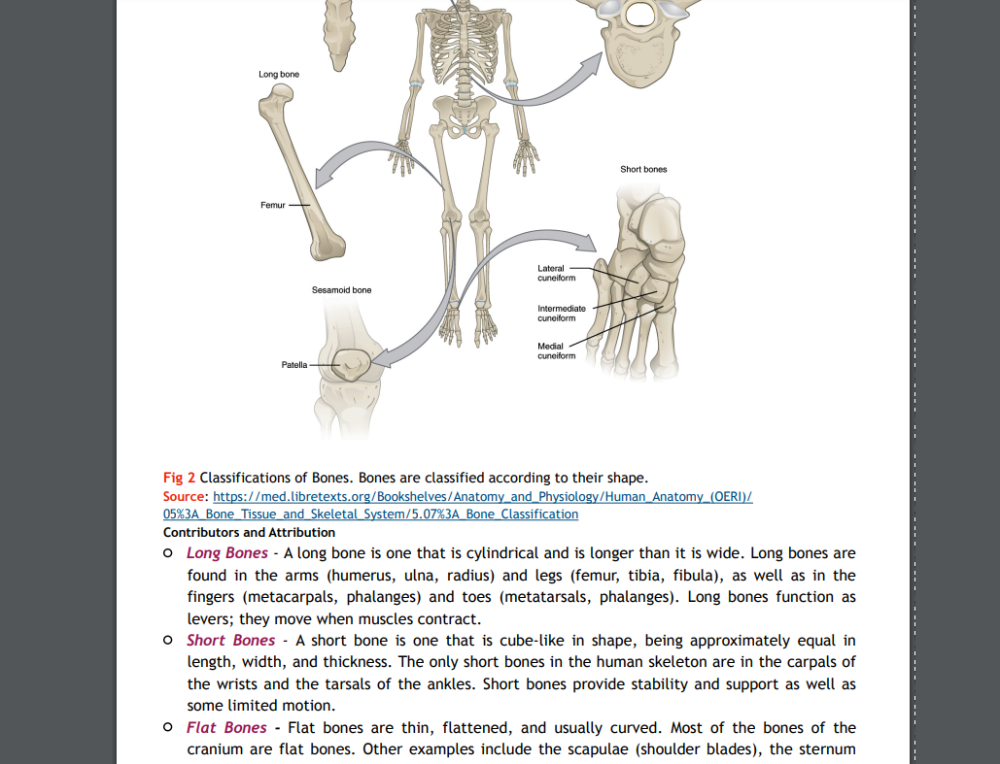 Long bone
Short bones
Femur
Lateral
cuneiform
Sesamoid bone
Intermediate
cuneiform
Medial
cuneiform
Patella
Fig 2 Classifications of Bones. Bones are classified according to their shape.
Source: https://med.libretexts.org/Bookshelves/Anatomy_and_Physiology/Human_Anatomy_(OERI)/
05%3A_Bone_Tissue_and_Skeletal_System/5.07%3A_Bone_Classification
Contributors and Attribution
o Long Bones - A long bone is one that is cylindrical and is longer than it is wide. Long bones are
found in the arms (humerus, ulna, radius) and legs (femur, tibia, fibula), as well as in the
fingers (metacarpals, phalanges) and toes (metatarsals, phalanges). Long bones function as
levers; they move when muscles contract.
o Short Bones - A short bone is one that is cube-like in shape, being approximately equal in
length, width, and thickness. The only short bones in the human skeleton are in the carpals of
the wrists and the tarsals of the ankles. Short bones provide stability and support as well as
some limited motion.
o Flat Bones - Flat bones are thin, flattened, and usually curved. Most of the bones of the
cranium are flat bones. Other examples include the scapulae (shoulder blades), the sternum